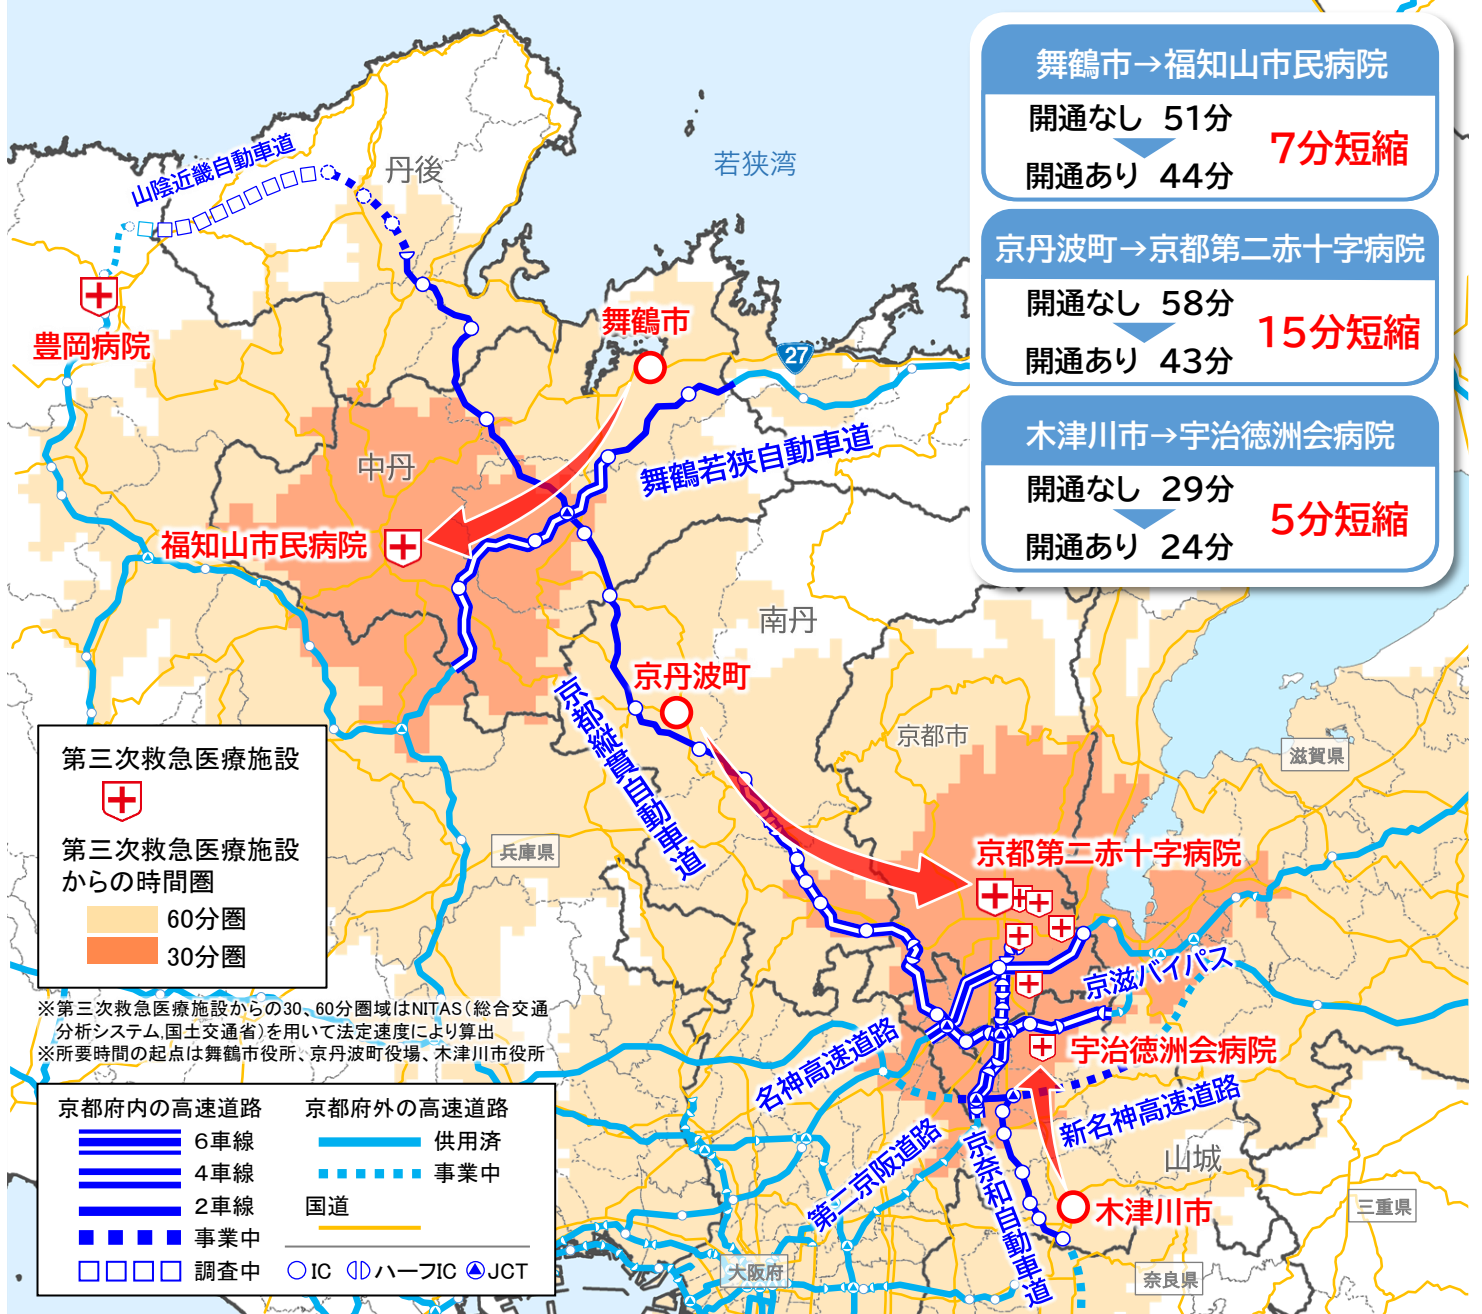 舞鶴市→福知山市民病院
開通なし 51分
開通あり 44分
7分短縮
京丹波町→京都第二赤十字病院
開通なし 58分
開通あり 43分
15分短縮
木津川市→宇治徳洲会病院
開通なし 29分
開通あり 24分
5分短縮
山陰近畿自動車道
丹後
若狭湾
豊岡病院
舞鶴市
27
舞鶴若狭自動車道
中丹
福知山市民病院
南丹
京丹波町
京都縦貫自動車道
京都市
滋賀県
兵庫県
京都第二赤十字病院
京滋バイパス
名神高速道路
宇治徳洲会病院
新名神高速道路
第二京阪道路
京奈和自動車道
山城
木津川市
三重県
大阪府
奈良県
第三次救急医療施設
第三次救急医療施設
からの時間圏
60分圏
30分圏
※第三次救急医療施設からの30、60分圏域はNITAS(総合交通
分析システム,国土交通省)を用いて法定速度により算出
※所要時間の起点は舞鶴市役所、京丹波町役場、木津川市役所
京都府内の高速道路
6車線
4車線
2車線
事業中
調査中
京都府外の高速道路
供用済
事業中
国道
IC ハーフIC JCT